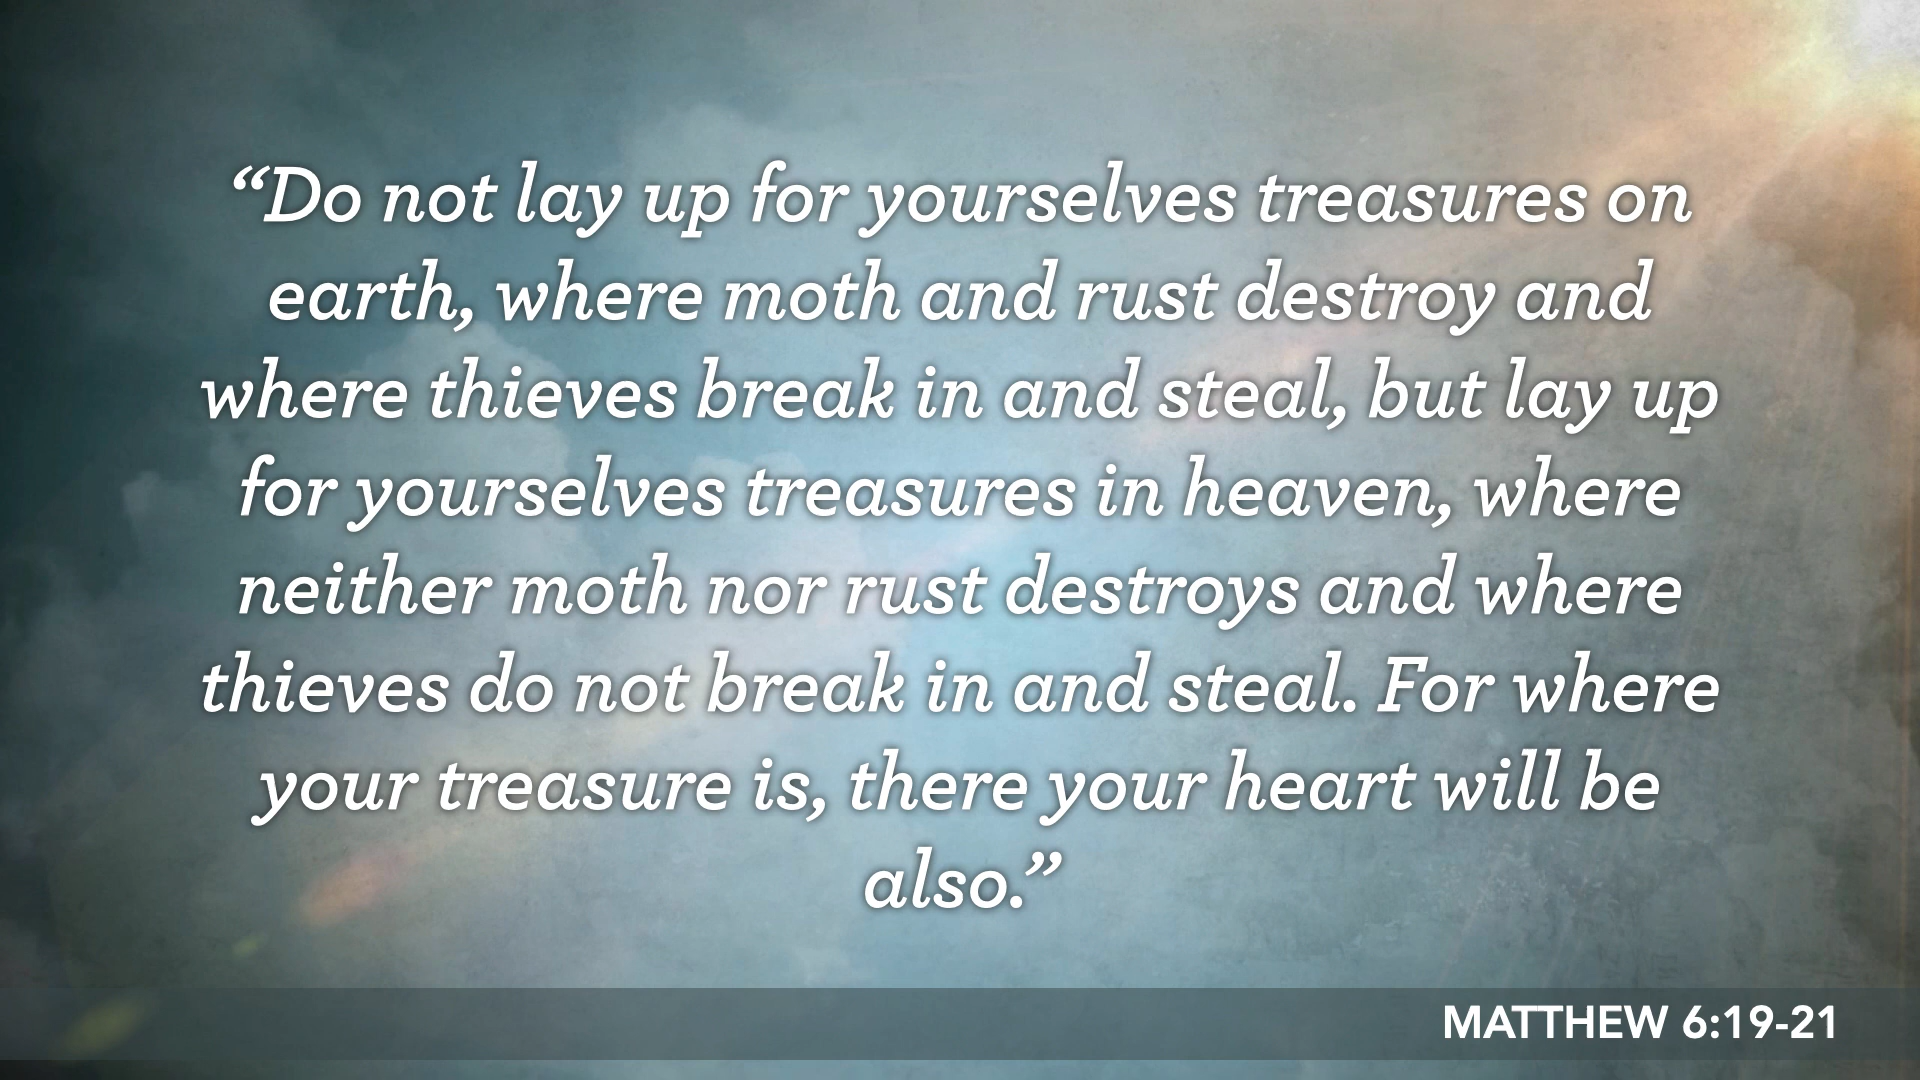 “Do not lay up for yourselves treasures on
earth, where moth and rust destroy and
where thieves break in and steal, but lay up
for yourselves treasures in heaven, where
neither moth nor rust destroys and where
thieves do not break in and steal. For where
your treasure is, there your heart will be
also.”
MATTHEW 6:19-21